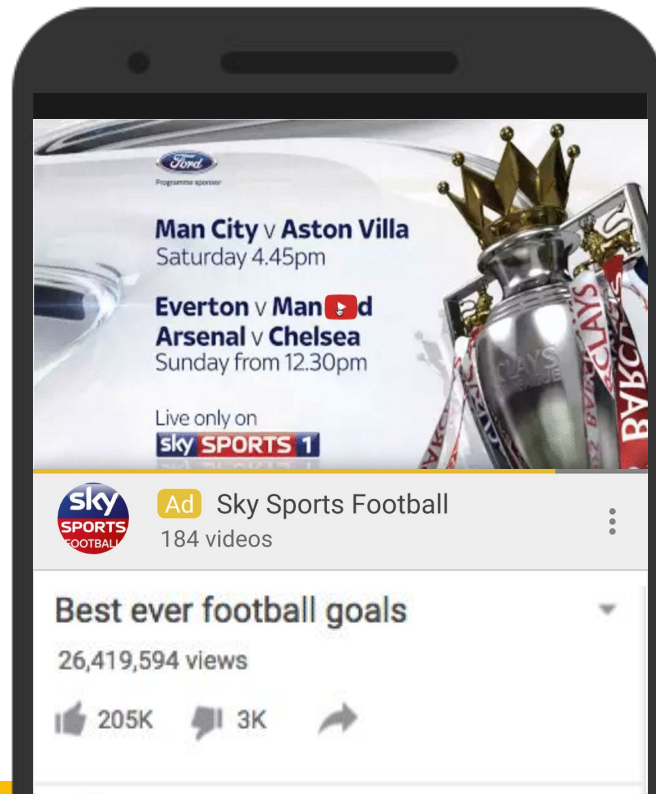 Ford
Programme sponsor
Man City v Aston Villa
Saturday 4.45pm
Everton v Man d
Arsenal v Chelsea
Sunday from 12.30pm
Live only on
sky SPORTS 1
BARCLAYS
sky
SPORTS
FOOTBALL
Ad Sky Sports Football
184 videos
Best ever football goals
26,419,594 views
205K 3K